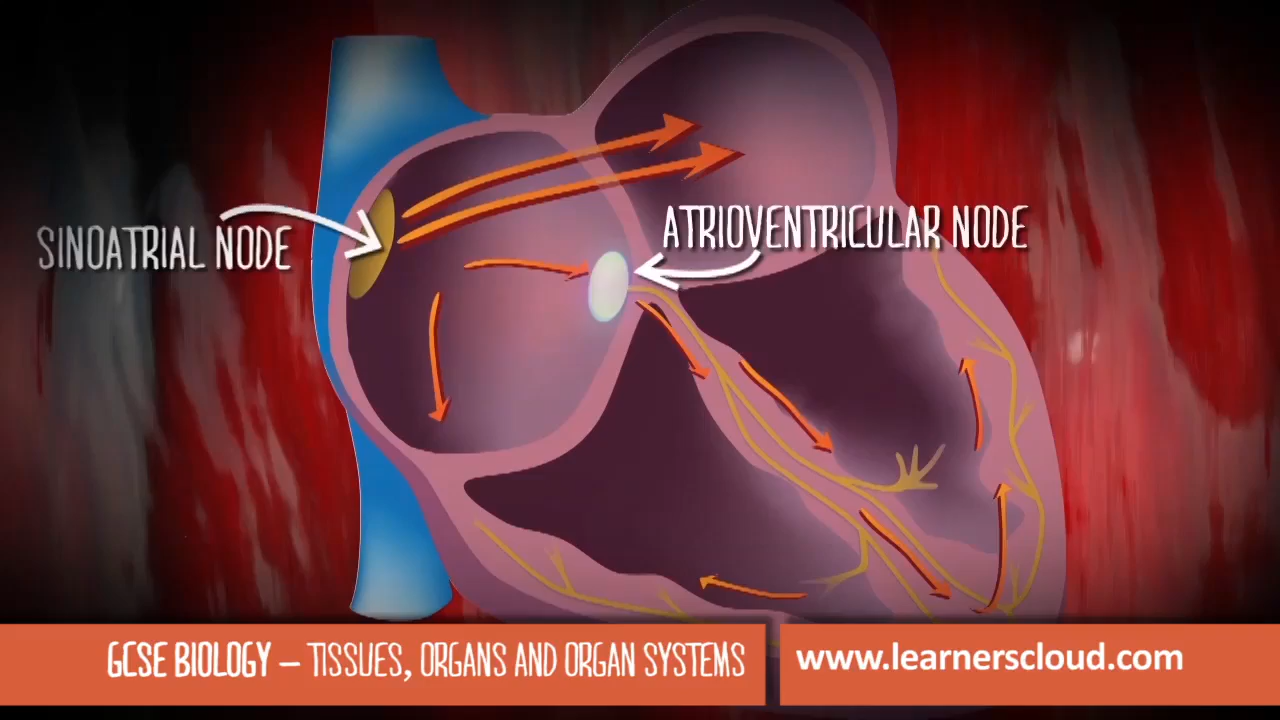 SINOATRIAL NODE
ATRIOVENTRICULAR NODE
GCSE BIOLOGY – TISSUES, ORGANS AND ORGAN SYSTEMS
www.learnerscloud.com